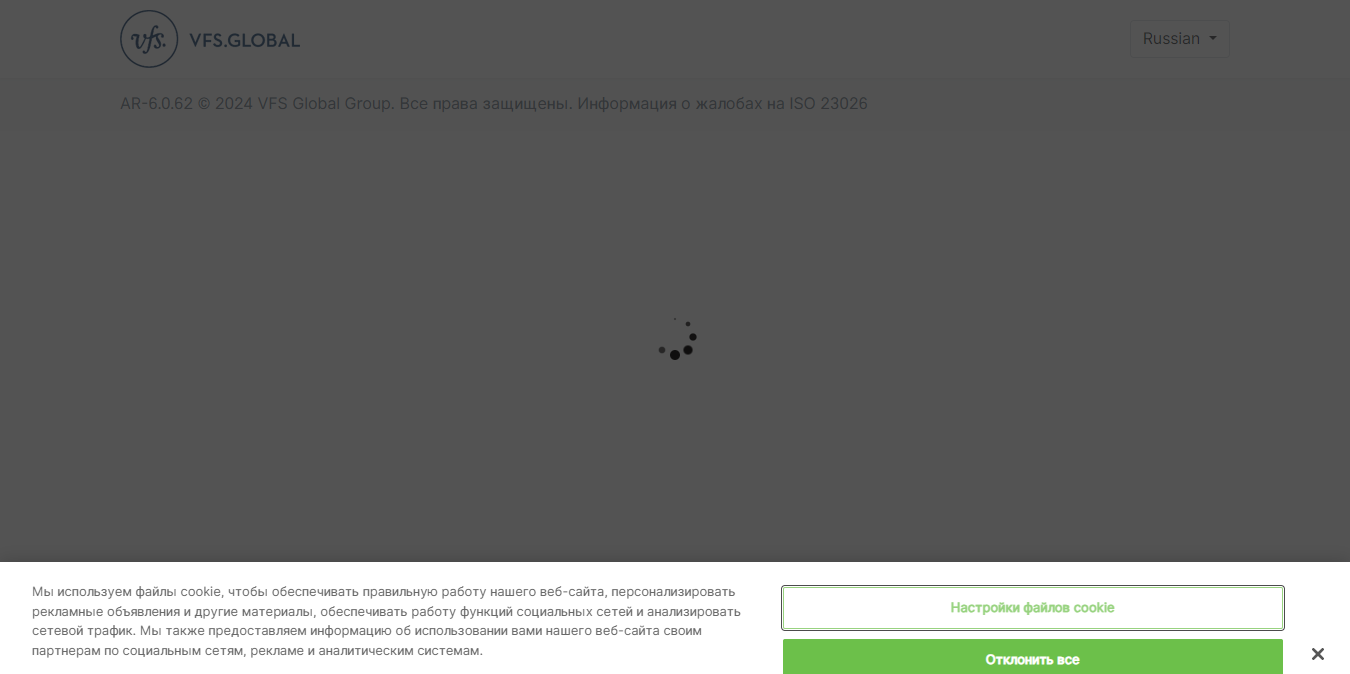 vfs. VFS.GLOBAL
Russian
AR-6.0.62 © 2024 VFS Global Group. Все права защищены. Информация о жалобах на ISO 23026
Мы используем файлы cookie, чтобы обеспечивать правильную работу нашего веб-сайта, персонализировать
рекламные объявления и другие материалы, обеспечивать работу функций социальных сетей и анализировать
сетевой трафик. Мы также предоставляем информацию об использовании вами нашего веб-сайта своим
партнерам по социальным сетям, рекламе и аналитическим системам.
Настройки файлов cookie
Отклонить все